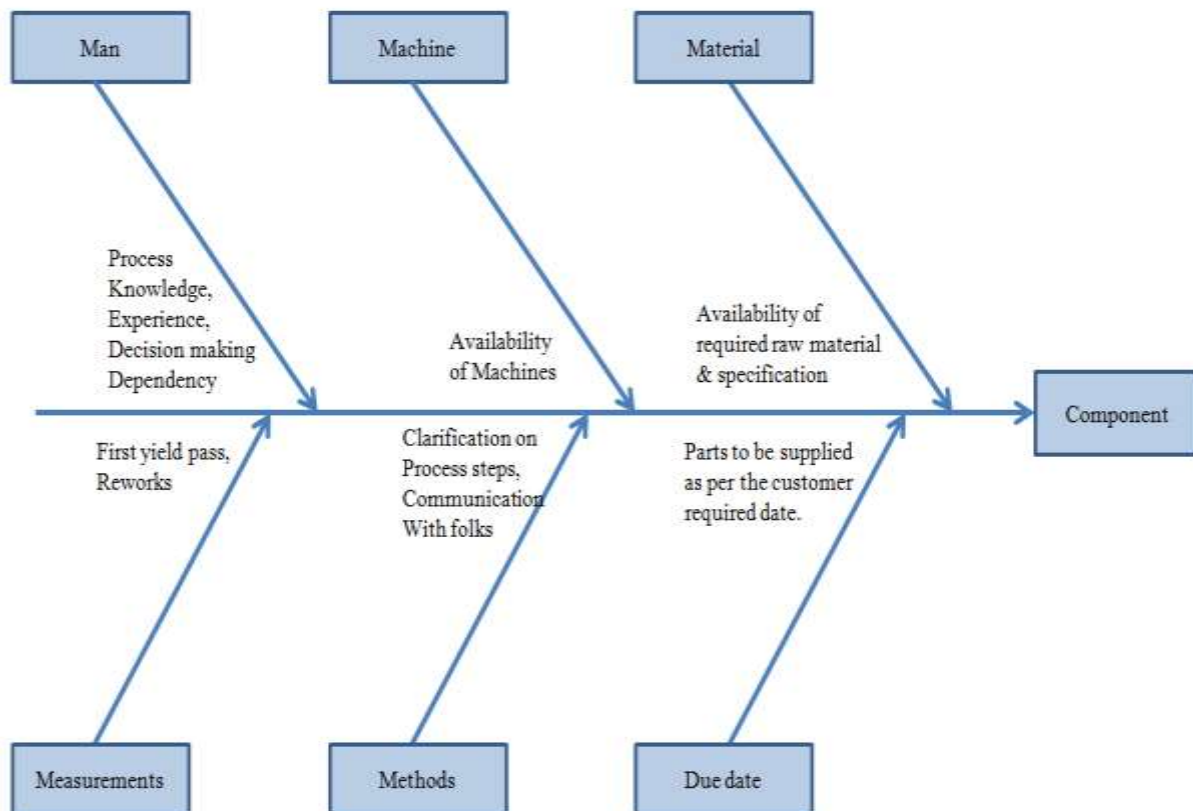 Man
Machine
Material
Process
Knowledge,
Experience,
Decision making
Dependency
Availability
of Machines
Availability of
required raw material
& specification
Component
First yield pass,
Reworks
Clarification on
Process steps,
Communication
With folks
Parts to be supplied
as per the customer
required date.
Measurements
Methods
Due date